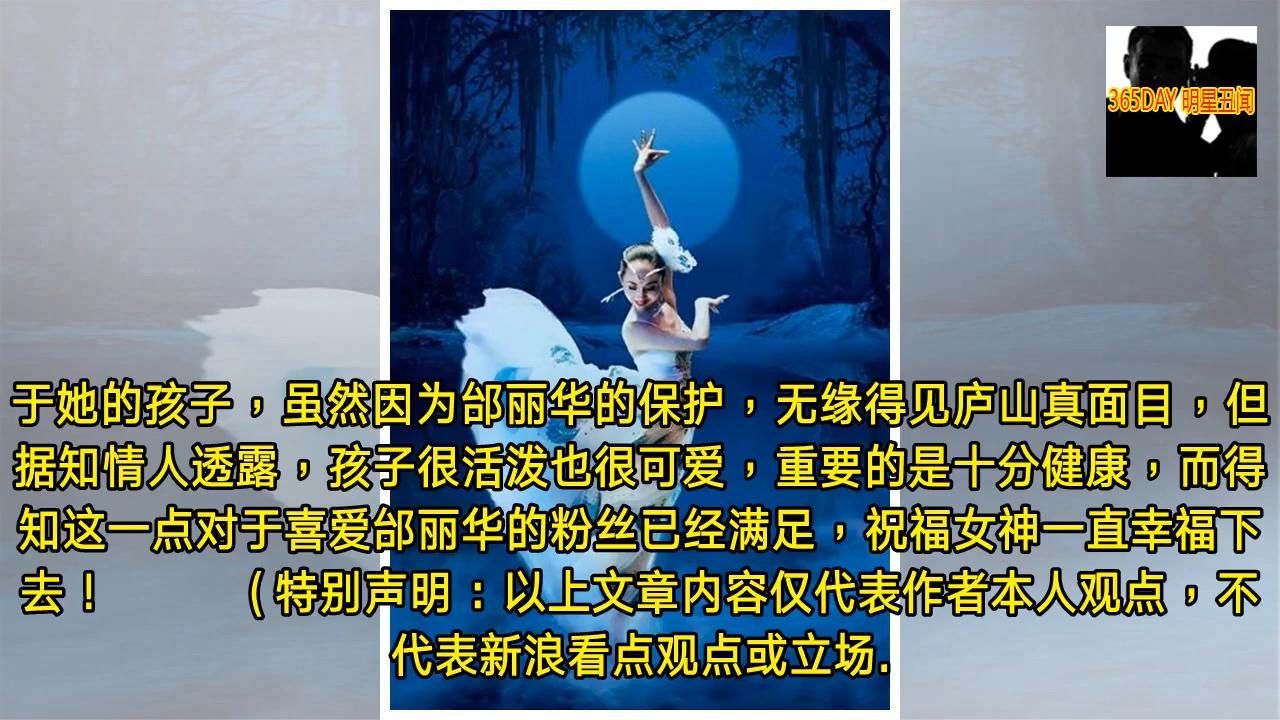 365DAY 明星丑闻
于她的孩子，虽然因为邰丽华的保护，无缘得见庐山真面目，但
据知情人透露，孩子很活泼也很可爱，重要的是十分健康，而得
知这一点对于喜爱邰丽华的粉丝已经满足，祝福女神一直幸福下
去！ (特别声明：以上文章内容仅代表作者本人观点，不
代表新浪看点观点或立场.